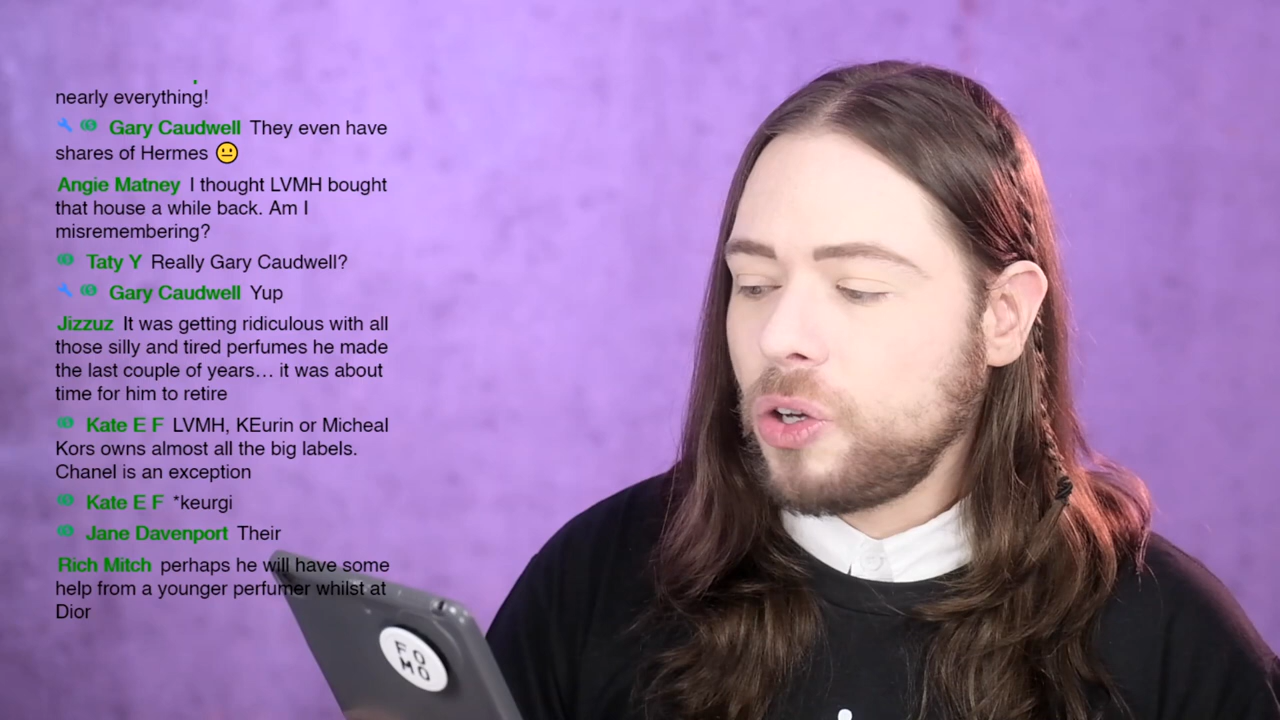 nearly everything!
Gary Caudwell They even have
shares of Hermes 😐
Angie Matney I thought LVMH bought
that house a while back. Am I
misremembering?
Taty Y Really Gary Caudwell?
Gary Caudwell Yup
Jizzuz It was getting ridiculous with all
those silly and tired perfumes he made
the last couple of years… it was about
time for him to retire
Kate E F LVMH, KEurin or Micheal
Kors owns almost all the big labels.
Chanel is an exception
Kate E F *keurgi
Jane Davenport Their
Rich Mitch perhaps he will have some
help from a younger perfumer whilst at
Dior
FO
MO